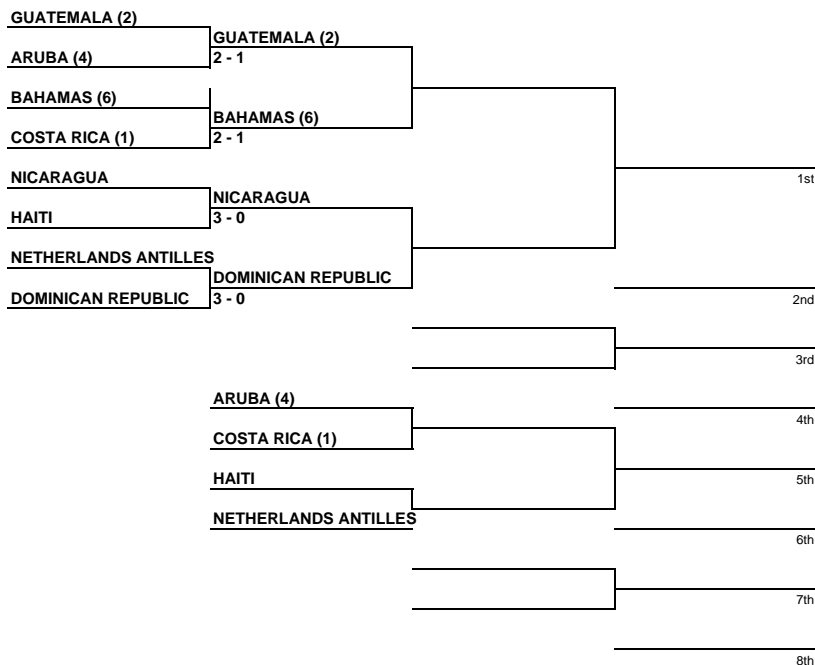 GUATEMALA (2)
GUATEMALA (2)
ARUBA (4)
2 - 1
BAHAMAS (6)
BAHAMAS (6)
COSTA RICA (1)
2 - 1
NICARAGUA
1st
NICARAGUA
HAITI
3 - 0
NETHERLANDS ANTILLES
DOMINICAN REPUBLIC
DOMINICAN REPUBLIC
3 - 0
2nd
3rd
ARUBA (4)
4th
COSTA RICA (1)
HAITI
5th
NETHERLANDS ANTILLES
6th
7th
8th